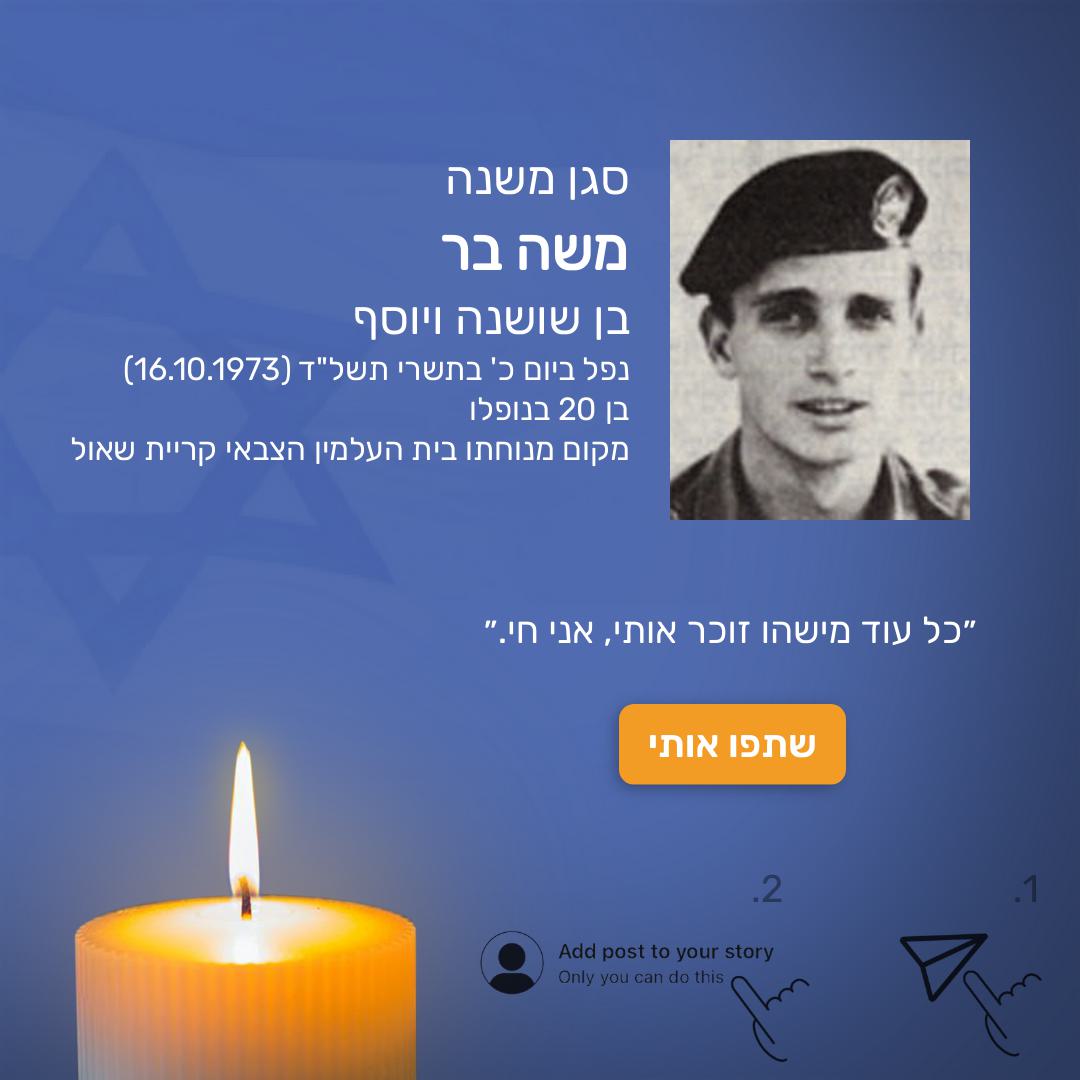 סגן משנה
משה בר
בן שושנה ויוסף
נפל ביום כ' בתשרי תשל"ד (16.10.1973)
בן 20 בנופלו
מקום מנוחתו בית העלמין הצבאי קריית שאול
״כל עוד מישהו זוכר אותי, אני חי.״
שתפו אותי
.1
.2
Add post to your story
Only you can do this